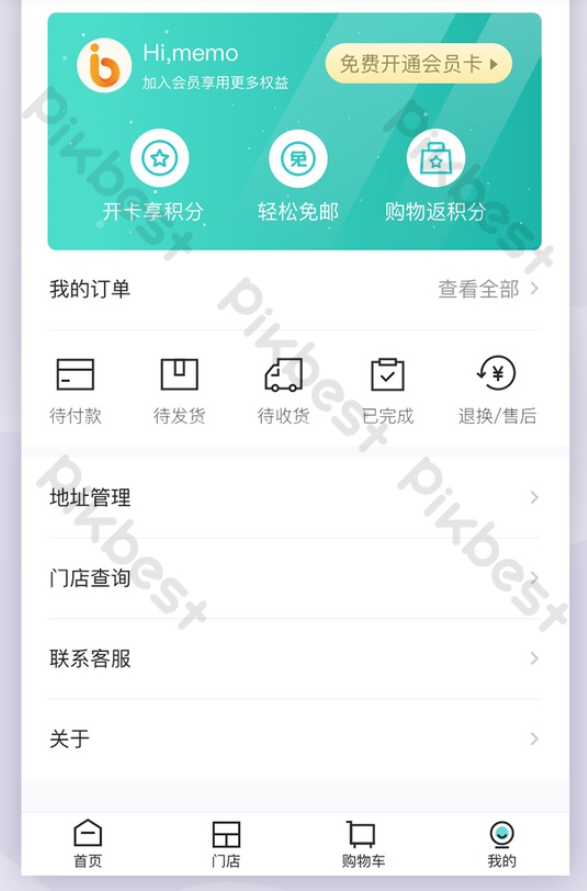 Hi,memo
加入会员享用更多权益
免费开通会员卡
开卡享积分 轻松免邮 购物返积分
我的订单 查看全部
待付款 待发货 待收货 已完成 退换/售后
地址管理
门店查询
联系客服
关于
首页 门店 购物车 我的
pikbest
pikbest
pikbest
pikbest
pikbest